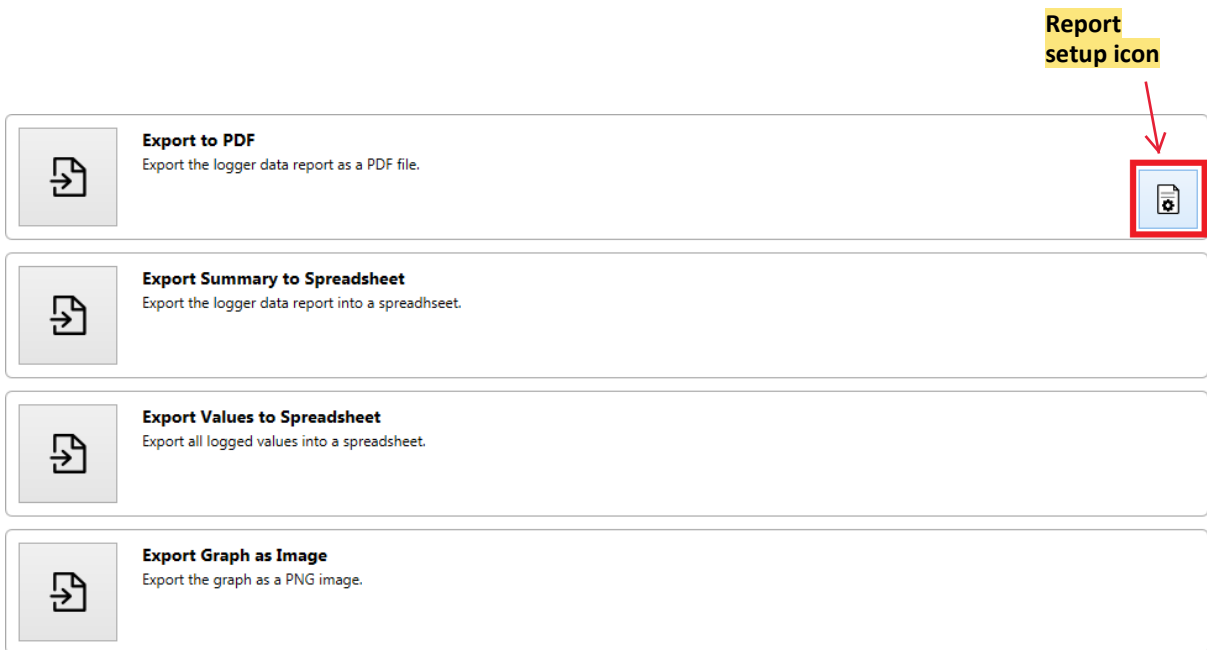 Report
setup icon
Export to PDF
Export the logger data report as a PDF file.
Export Summary to Spreadsheet
Export the logger data report into a spreadhseet.
Export Values to Spreadsheet
Export all logged values into a spreadsheet.
Export Graph as Image
Export the graph as a PNG image.